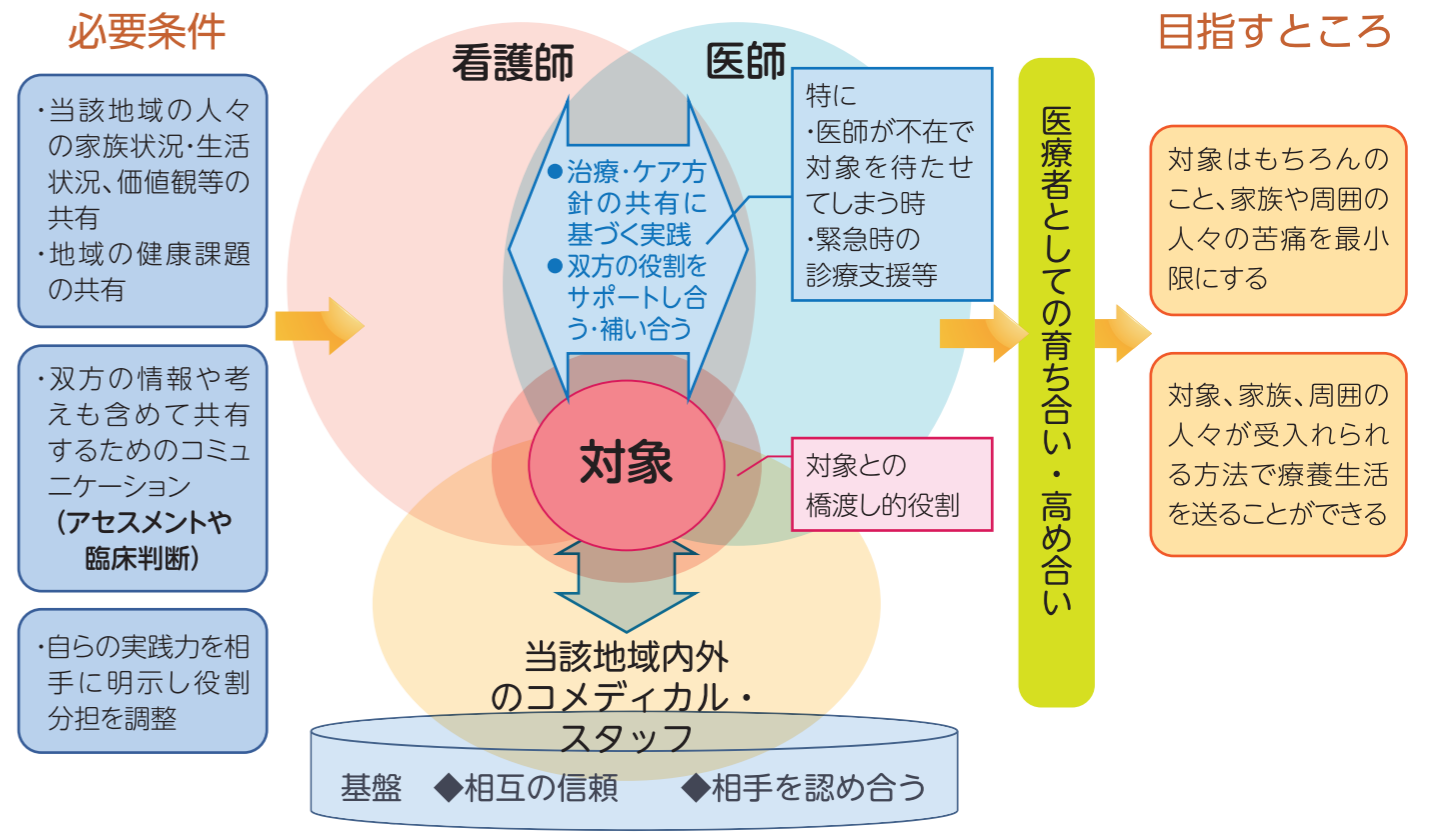 必要条件
・当該地域の人々
の家族状況・生活
状況、価値観等の
共有
・地域の健康課題
の共有
・双方の情報や考
えも含めて共有
するためのコミュ
ニケーション
（アセスメントや
臨床判断）
・自らの実践力を相
手に明示し役割
分担を調整
看護師
医師
●治療・ケア方
針の共有に
基づく実践
●双方の役割を
サポートし合
う・補い合う
特に
・医師が不在で
対象を待たせ
てしまう時
・緊急時の
診療支援等
対象
対象との
橋渡し的役割
当該地域内外
のコメディカル・
スタッフ
基盤　◆相互の信頼　◆相手を認め合う
医療者としての育ち合い・高め合い
目指すところ
対象はもちろんの
こと、家族や周囲の
人々の苦痛を最小
限にする
対象、家族、周囲の
人々が受入れられ
る方法で療養生活
を送ることができる